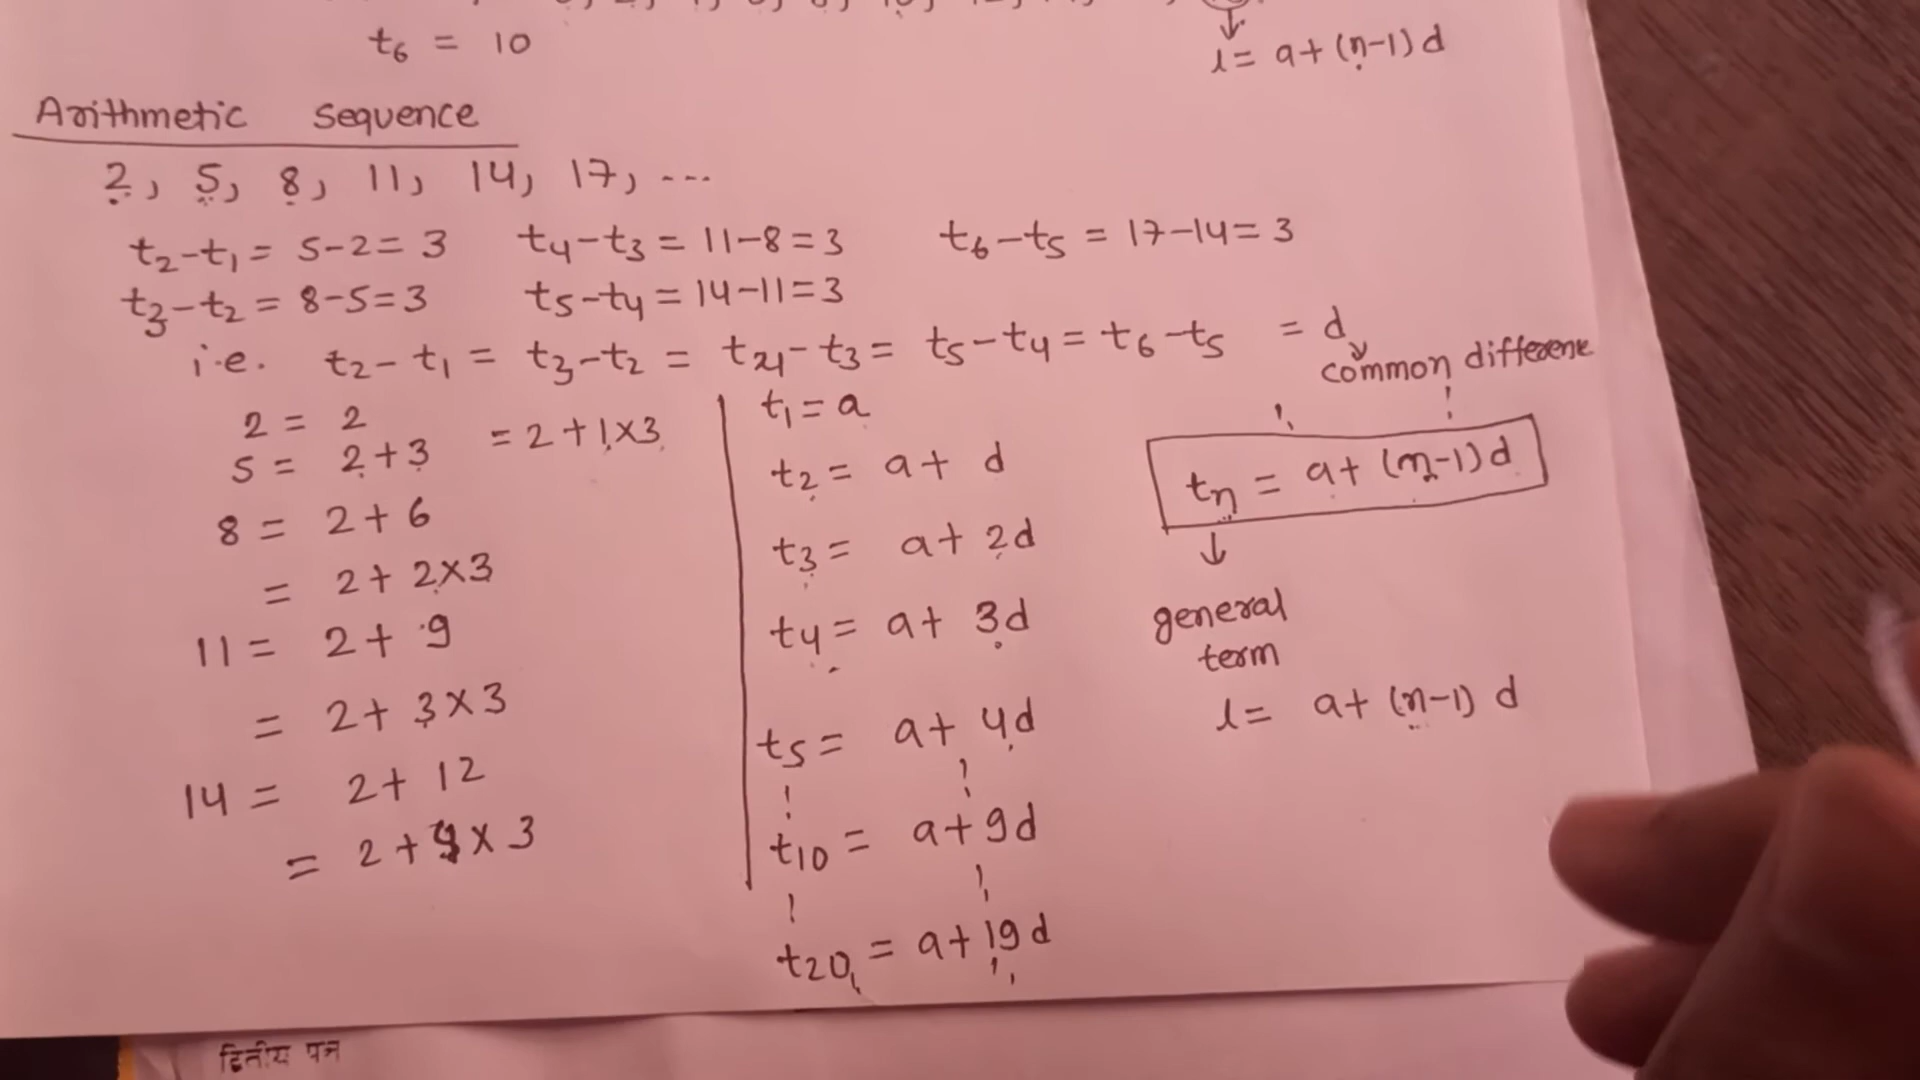 t₆ = 10
l = a + (n-1) d
Arithmetic sequence
2, 5, 8, 11, 14, 17, ...
t₂-t₁ = 5-2 = 3 t₄-t₃ = 11-8 = 3 t₆-t₅ = 17-14 = 3
t₃-t₂ = 8-5 = 3 t₅-t₄ = 14-11 = 3
i.e. t₂-t₁ = t₃-t₂ = t₄-t₃ = t₅-t₄ = t₆-t₅ = d
common differene
2 = 2
5 = 2+3 = 2+1×3
8 = 2+6
= 2+2×3
11 = 2+9
= 2+3×3
14 = 2+12
= 2+4×3
t₁ = a
t₂ = a+ d
t₃ = a+ 2d
t₄ = a+ 3d
t₅ = a+ 4d
t₁₀ = a+9d
t₂₀ = a+19d
tₙ = a+(n-1)d
general
term
l = a+(n-1) d
द्वितीय पत्र